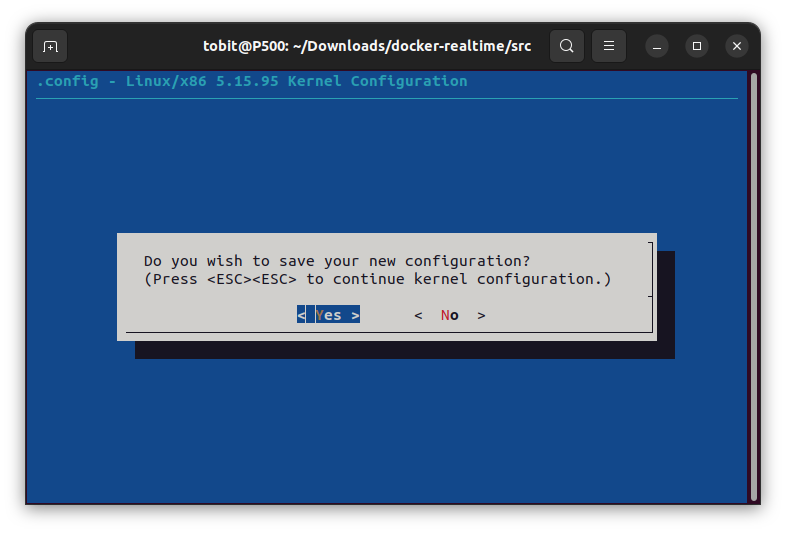 tobit@P500: ~/Downloads/docker-realtime/src
.config - Linux/x86 5.15.95 Kernel Configuration
Do you wish to save your new configuration?
(Press <ESC><ESC> to continue kernel configuration.)
< Yes > < No >